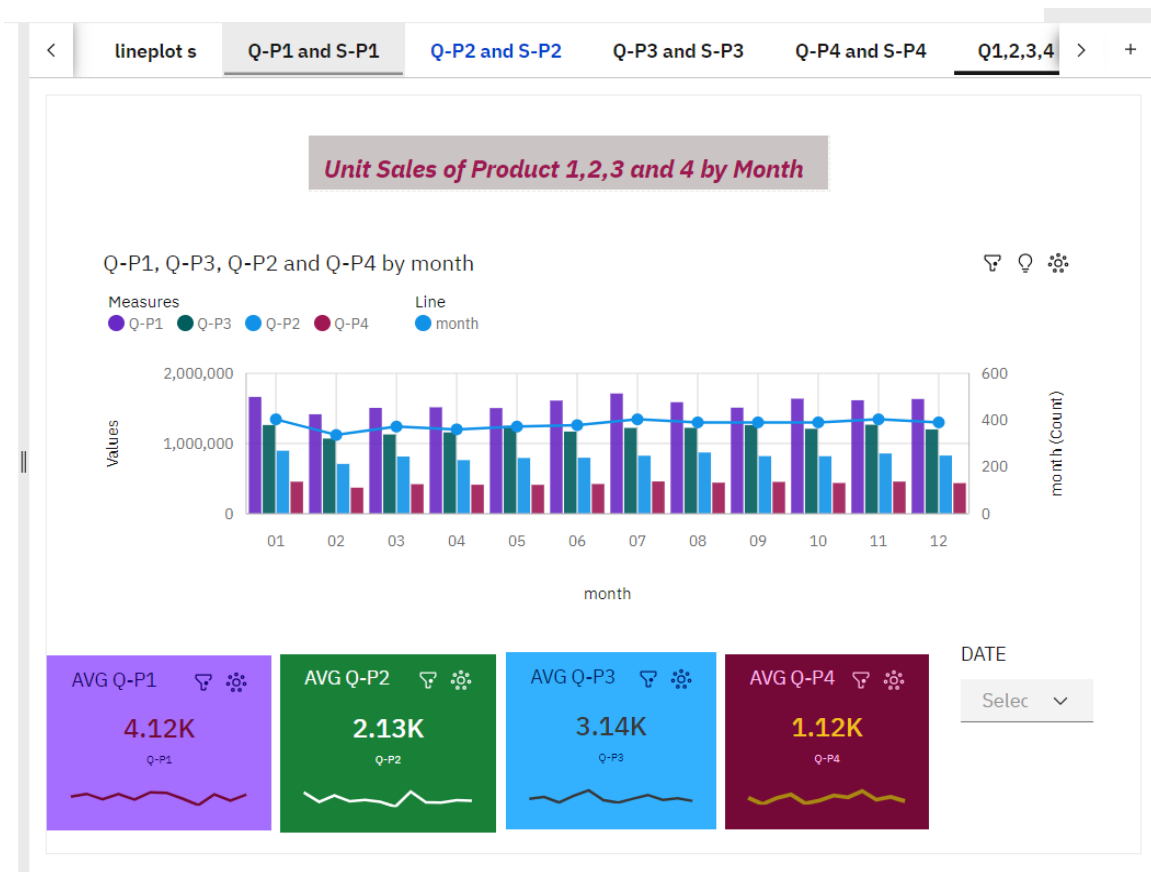 lineplot s Q-P1 and S-P1 Q-P2 and S-P2 Q-P3 and S-P3 Q-P4 and S-P4 Q1,2,3,4
Unit Sales of Product 1,2,3 and 4 by Month
Q-P1, Q-P3, Q-P2 and Q-P4 by month
Measures Line
Q-P1 Q-P3 Q-P2 Q-P4 month
2,000,000 600
400
1,000,000
200
0 0
Values
month (Count)
01 02 03 04 05 06 07 08 09 10 11 12
month
DATE
AVG Q-P1 AVG Q-P2 AVG Q-P3 AVG Q-P4
Selec
4.12K 2.13K 3.14K 1.12K
Q-P1 Q-P2 Q-P3 Q-P4